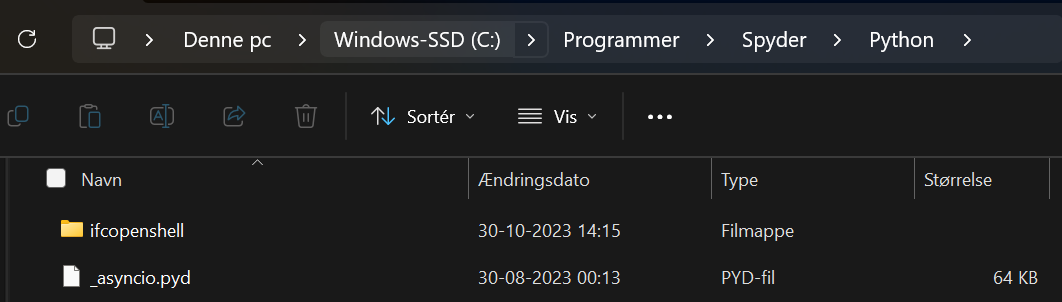 Denne pc > Windows-SSD (C:) > Programmer > Spyder > Python >
Sortér Vis
Navn Ændringsdato Type Størrelse
ifcopenshell 30-10-2023 14:15 Filmappe
_asyncio.pyd 30-08-2023 00:13 PYD-fil 64 KB